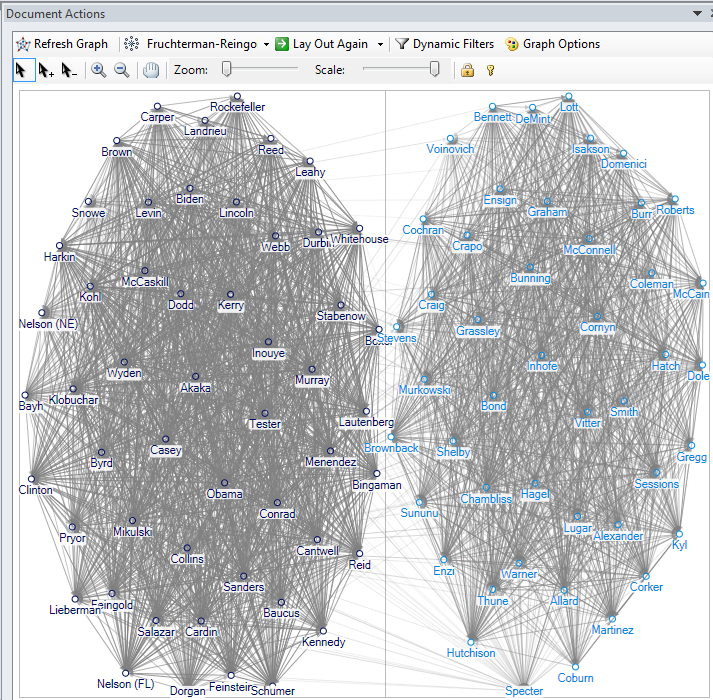 Document Actions
Refresh Graph Fruchterman-Reingo Lay Out Again Dynamic Filters Graph Options
Zoom: Scale:
Rockefeller
Carper
Landrieu
Brown
Reed
Leahy
Biden
Snowe
Levin
Lincoln
Webb
Durbin
Whitehouse
Harkin
McCaskill
Kohl
Dodd
Kerry
Stabenow
Nelson (NE)
Boxer
Inouye
Wyden
Akaka
Murray
Bayh
Klobuchar
Tester
Lautenberg
Casey
Byrd
Menendez
Clinton
Obama
Bingaman
Conrad
Pryor
Mikulski
Collins
Cantwell
Reid
Sanders
Lieberman
Faingold
Baucus
Salazar
Cardin
Kennedy
Nelson (FL)
Dorgan
Feinstein
Schumer
Lott
Bennett
DeMint
Voinovich
Isakson
Domenici
Ensign
Graham
Burr
Roberts
Cochran
Crapo
McConnell
Bunning
Coleman
McCain
Craig
Grassley
Cornyn
Stevens
Inhofe
Hatch
Dole
Murkowski
Bond
Smith
Vitter
Brownback
Shelby
Gregg
Chambliss
Hagel
Sessions
Sununu
Lugar
Alexander
Kyl
Enzi
Warner
Corker
Thune
Allard
Martinez
Hutchison
Coburn
Specter